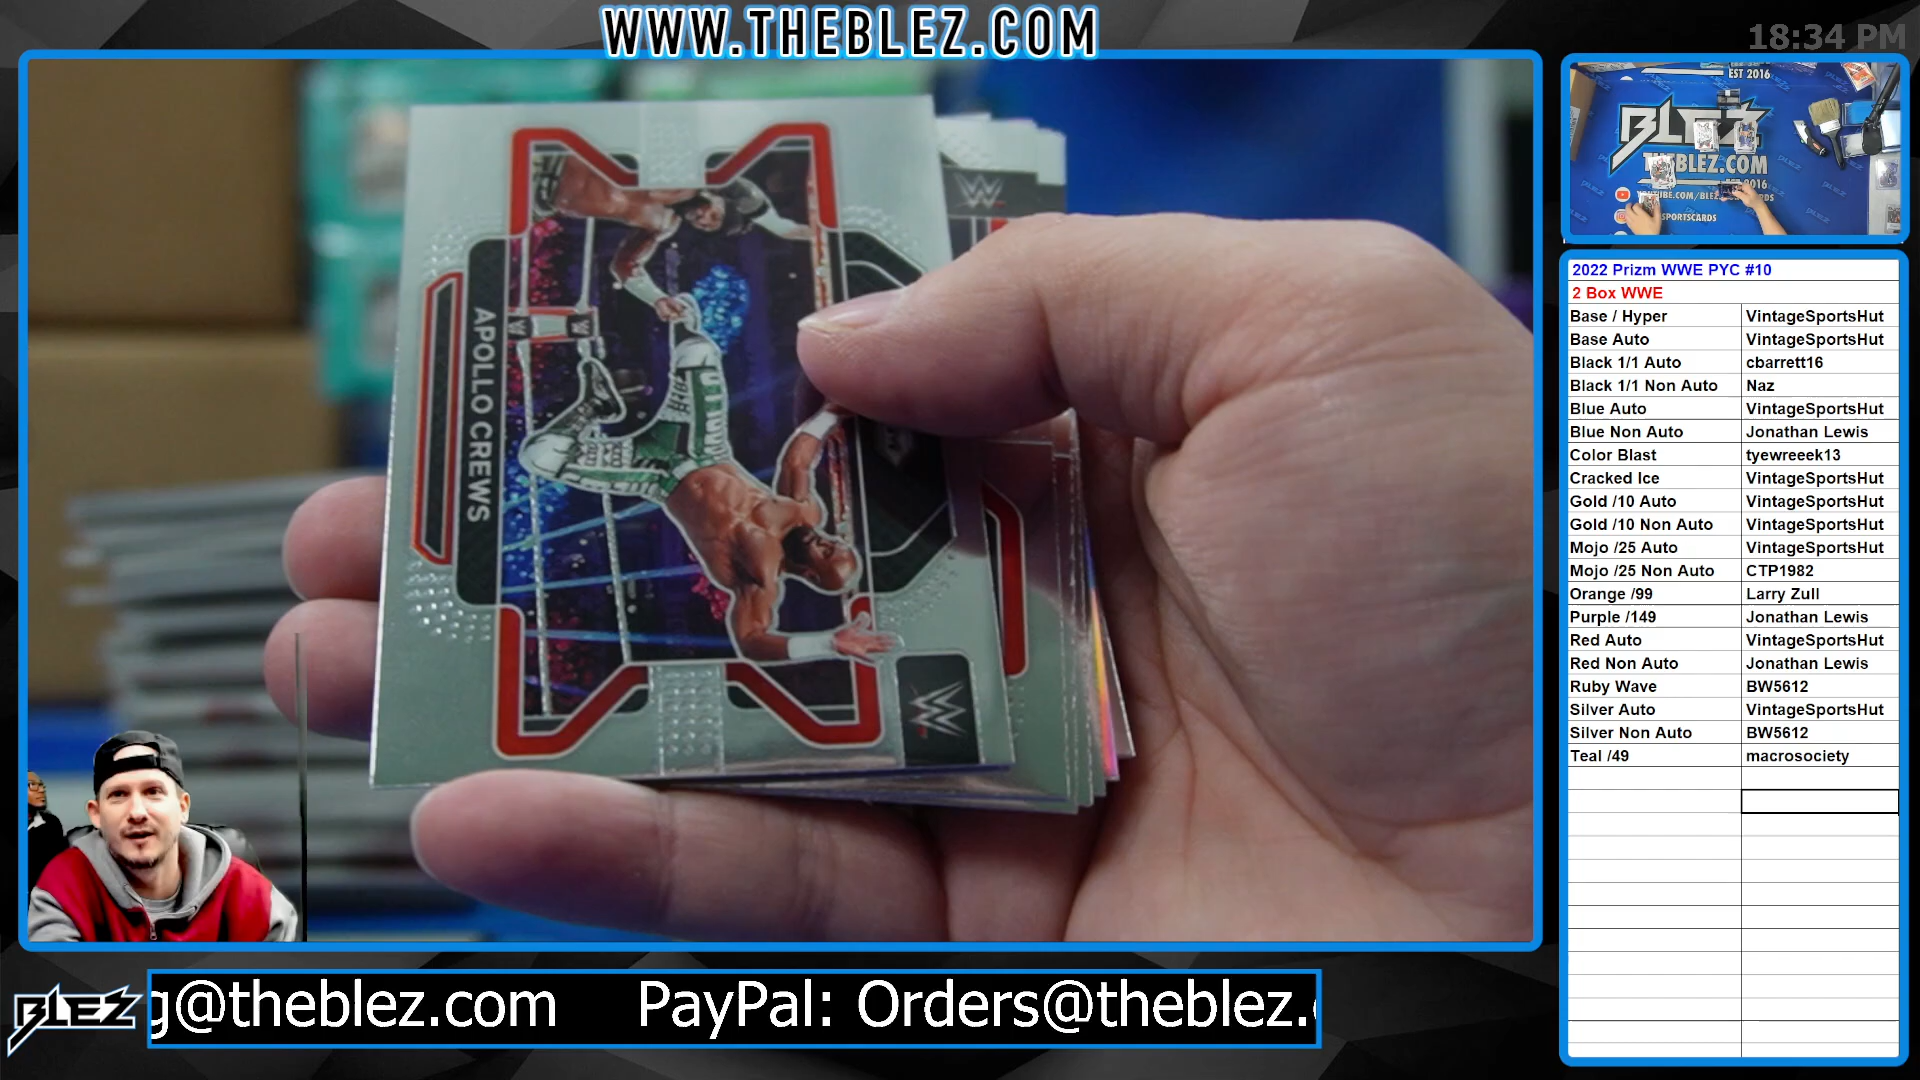 WWW.THEBLEZ.COM
18:34 PM
EST 2016
BLEZ
THEBLEZ.COM
APOLLO CREWS
2022 Prizm WWE PYC #10
2 Box WWE
Base / Hyper VintageSportsHut
Base Auto VintageSportsHut
Black 1/1 Auto cbarrett16
Black 1/1 Non Auto Naz
Blue Auto VintageSportsHut
Blue Non Auto Jonathan Lewis
Color Blast tyewreeek13
Cracked Ice VintageSportsHut
Gold /10 Auto VintageSportsHut
Gold /10 Non Auto VintageSportsHut
Mojo /25 Auto VintageSportsHut
Mojo /25 Non Auto CTP1982
Orange /99 Larry Zull
Purple /149 Jonathan Lewis
Red Auto VintageSportsHut
Red Non Auto Jonathan Lewis
Ruby Wave BW5612
Silver Auto VintageSportsHut
Silver Non Auto BW5612
Teal /49 macrosociety
BLEZ
g@theblez.com PayPal: Orders@theblez.